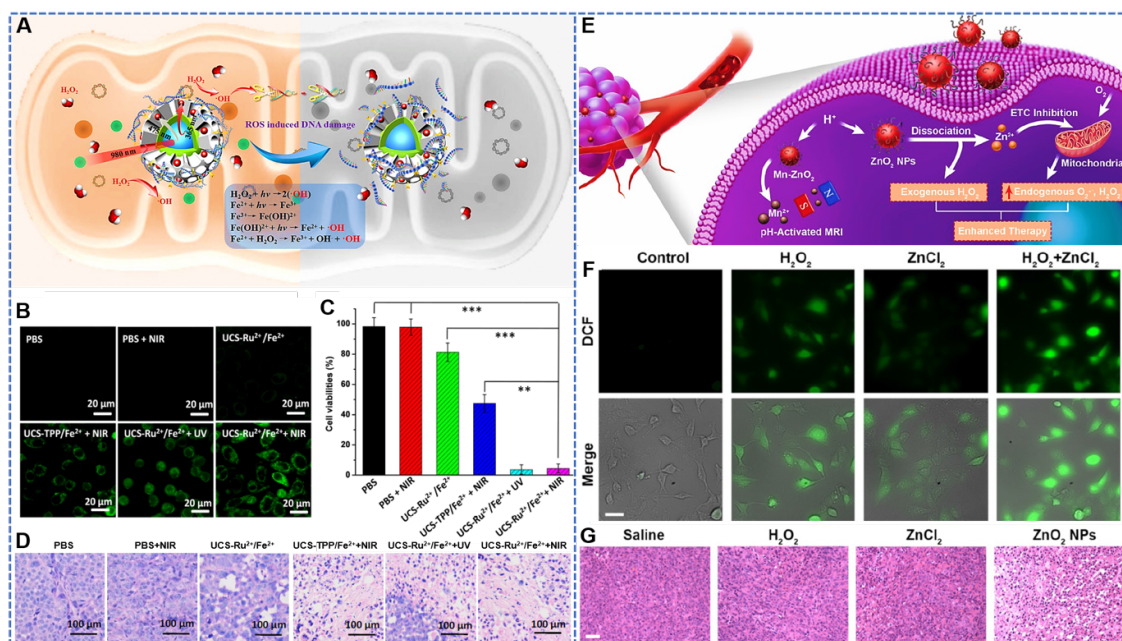 A
H₂O₂
H₂O₂
·OH
980 nm
H₂O₂
·OH
ROS induced DNA damage
H₂O₂ + hν → 2(·OH)
Fe²⁺ + hν → Fe³⁺
Fe³⁺ → Fe(OH)²⁺
Fe(OH)²⁺ + hν → Fe²⁺ + ·OH
Fe²⁺ + H₂O₂ → Fe³⁺ + OH⁻ + ·OH
B
PBS
PBS + NIR
UCS-Ru²⁺/Fe²⁺
20 μm
20 μm
20 μm
UCS-TPP/Fe²⁺ + NIR
UCS-Ru²⁺/Fe²⁺ + UV
UCS-Ru²⁺/Fe²⁺ + NIR
20 μm
20 μm
20 μm
C
Cell viabilities (%)
100
80
60
40
20
0
***
***
**
PBS
PBS + NIR
UCS-Ru²⁺/Fe²⁺
UCS-TPP/Fe²⁺ + NIR
UCS-Ru²⁺/Fe²⁺ + UV
UCS-Ru²⁺/Fe²⁺ + NIR
D
PBS
PBS+NIR
UCS-Ru²⁺/Fe²⁺
UCS-TPP/Fe²⁺+NIR
UCS-Ru²⁺/Fe²⁺+UV
UCS-Ru²⁺/Fe²⁺+NIR
100 μm
100 μm
100 μm
100 μm
100 μm
100 μm
E
O₂
H⁺
ETC Inhibition
Dissociation
Zn²⁺
ZnO₂ NPs
Mn-ZnO₂
Mitochondria
Mn²⁺
S
N
pH-Activated MRI
Exogenous H₂O₂
Endogenous O₂·⁻, H₂O₂
Enhanced Therapy
F
Control
H₂O₂
ZnCl₂
H₂O₂+ZnCl₂
DCF
Merge
G
Saline
H₂O₂
ZnCl₂
ZnO₂ NPs